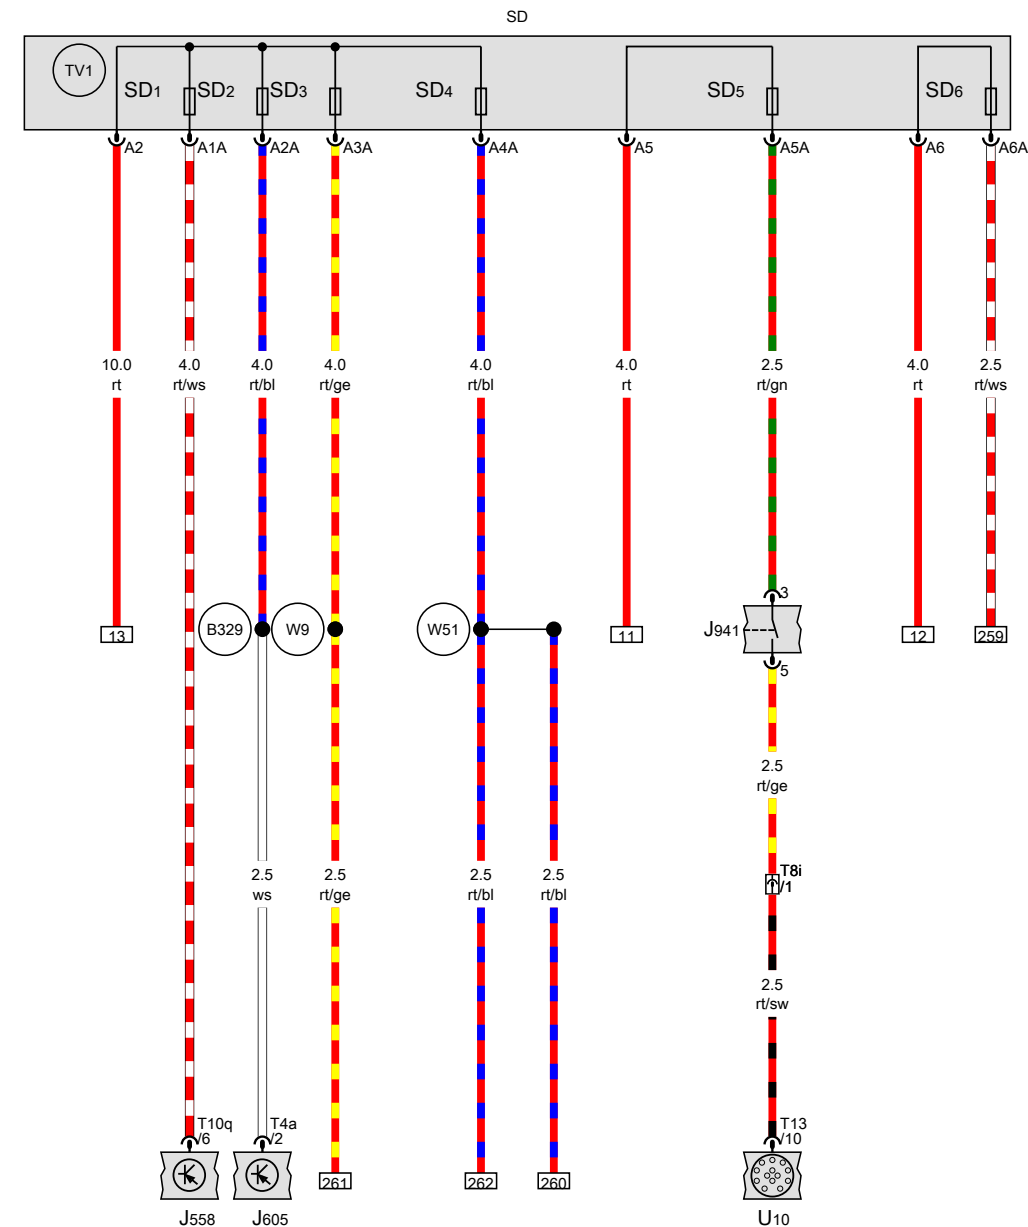 SD
TV1
SD1 SD2 SD3 SD4 SD5 SD6
A2 A1A A2A A3A A4A A5 A5A A6 A6A
10.0 4.0 4.0 4.0 4.0 4.0 2.5 4.0 2.5
rt rt/ws rt/bl rt/ge rt/bl rt rt/gn rt rt/ws
3
13 B329 W9 W51 11 J941 12 259
5
2.5
rt/ge
T8i
/1
2.5 2.5 2.5 2.5
ws rt/ge rt/bl rt/bl
2.5
rt/sw
T10q T4a T13
/6 /2 /10
261 262 260
J558 J605 U10